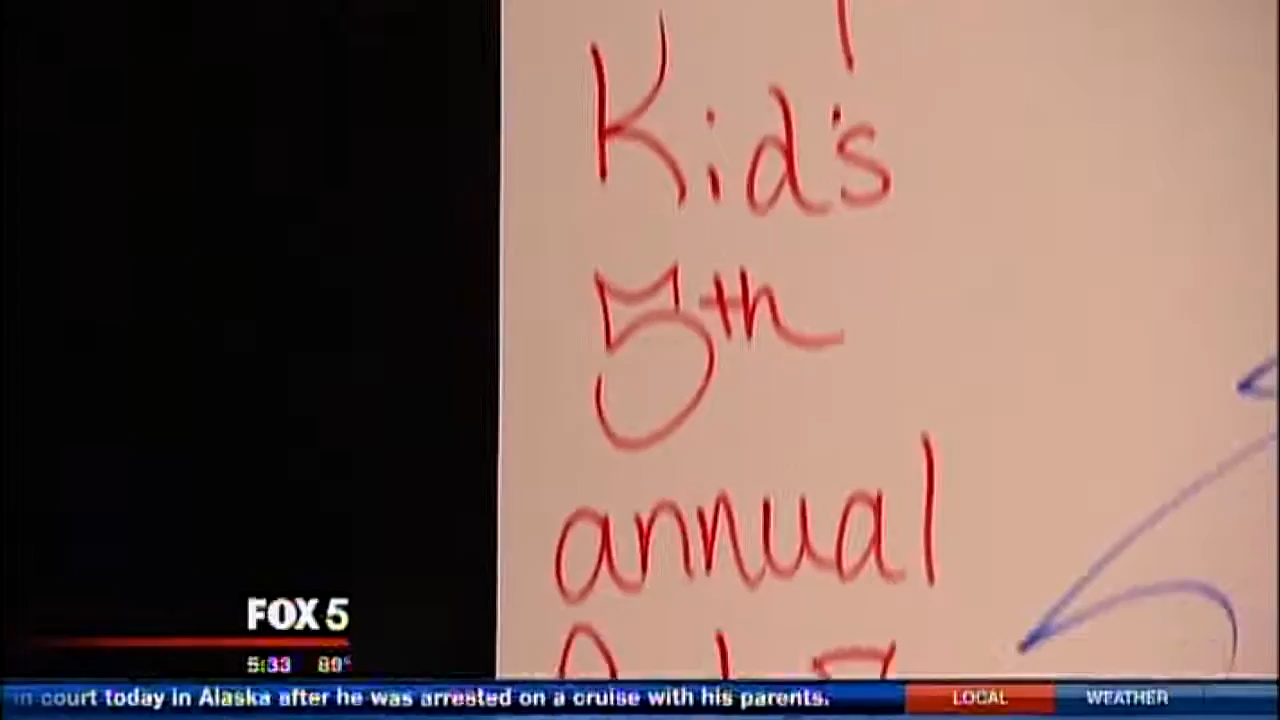 Kid's
5th
annual
FOX 5
5:33 89°
in court today in Alaska after he was arrested on a cruise with his parents.
LOCAL
WEATHER